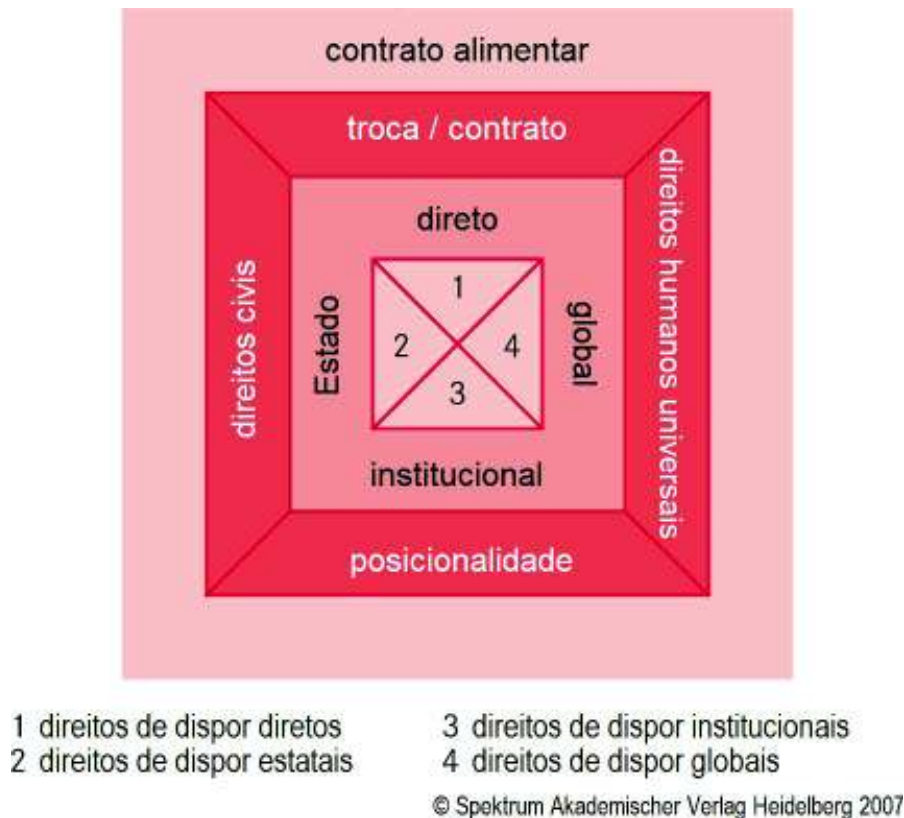 contrato alimentar
troca / contrato
direitos civis
direitos humanos universais
direto
Estado
global
1
2
4
3
institucional
posicionalidade
1 direitos de dispor diretos
2 direitos de dispor estatais
3 direitos de dispor institucionais
4 direitos de dispor globais
© Spektrum Akademischer Verlag Heidelberg 2007